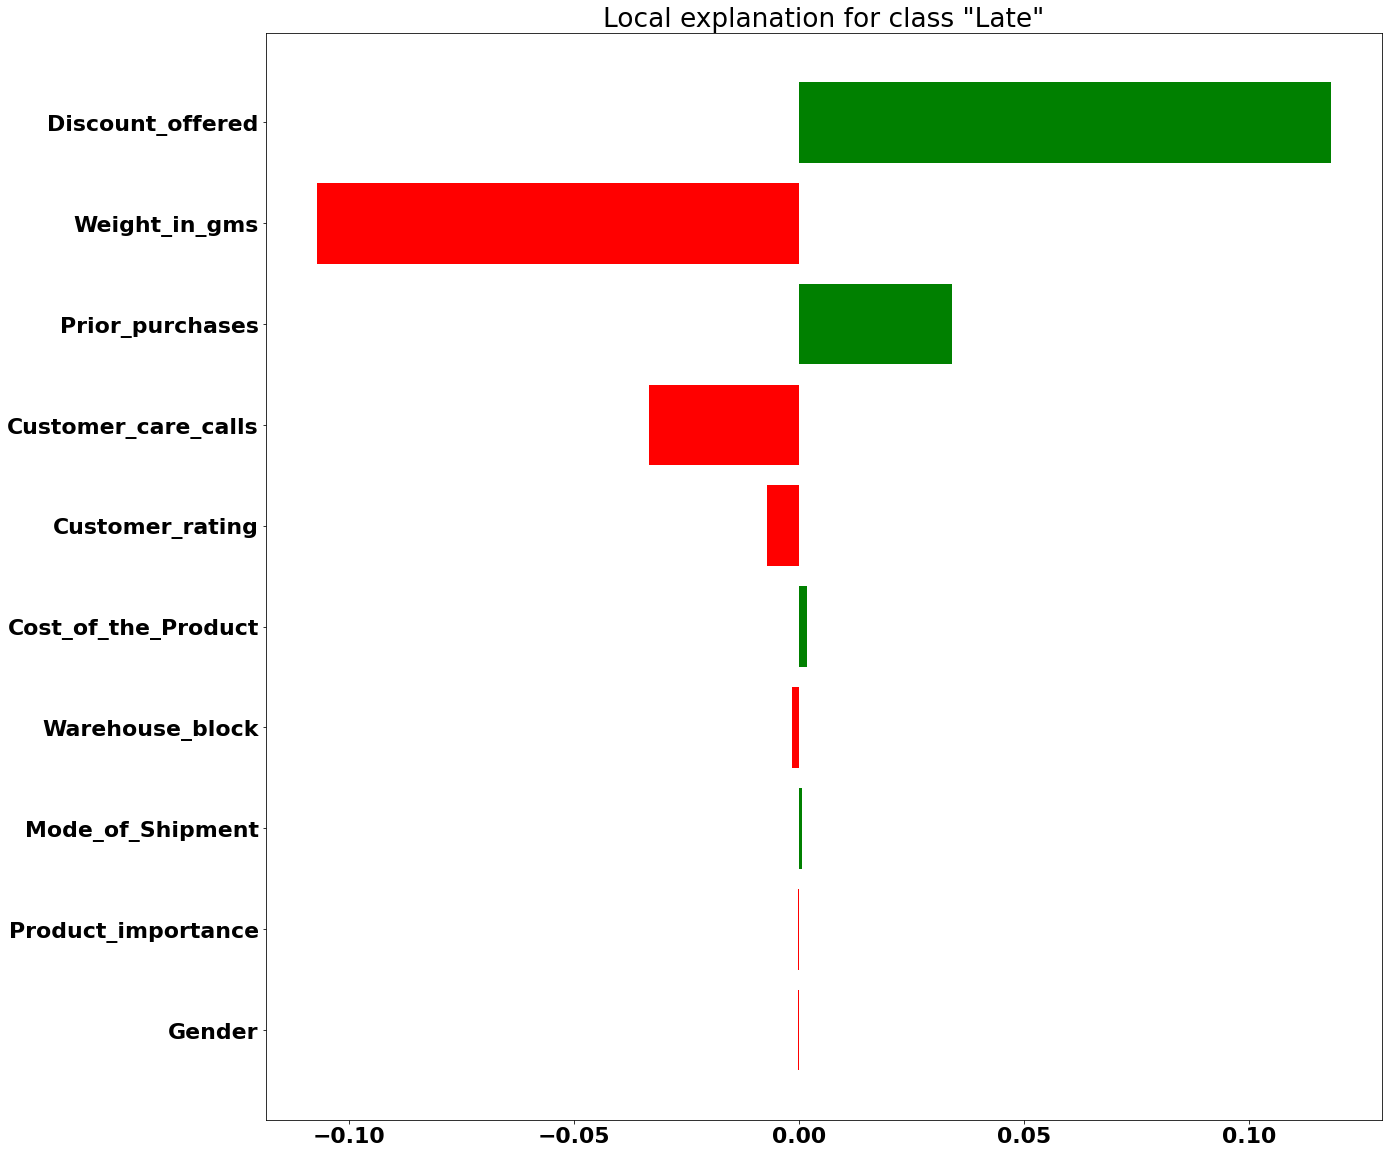 Local explanation for class "Late"
Discount_offered
Weight_in_gms
Prior_purchases
Customer_care_calls
Customer_rating
Cost_of_the_Product
Warehouse_block
Mode_of_Shipment
Product_importance
Gender
−0.10 −0.05 0.00 0.05 0.10